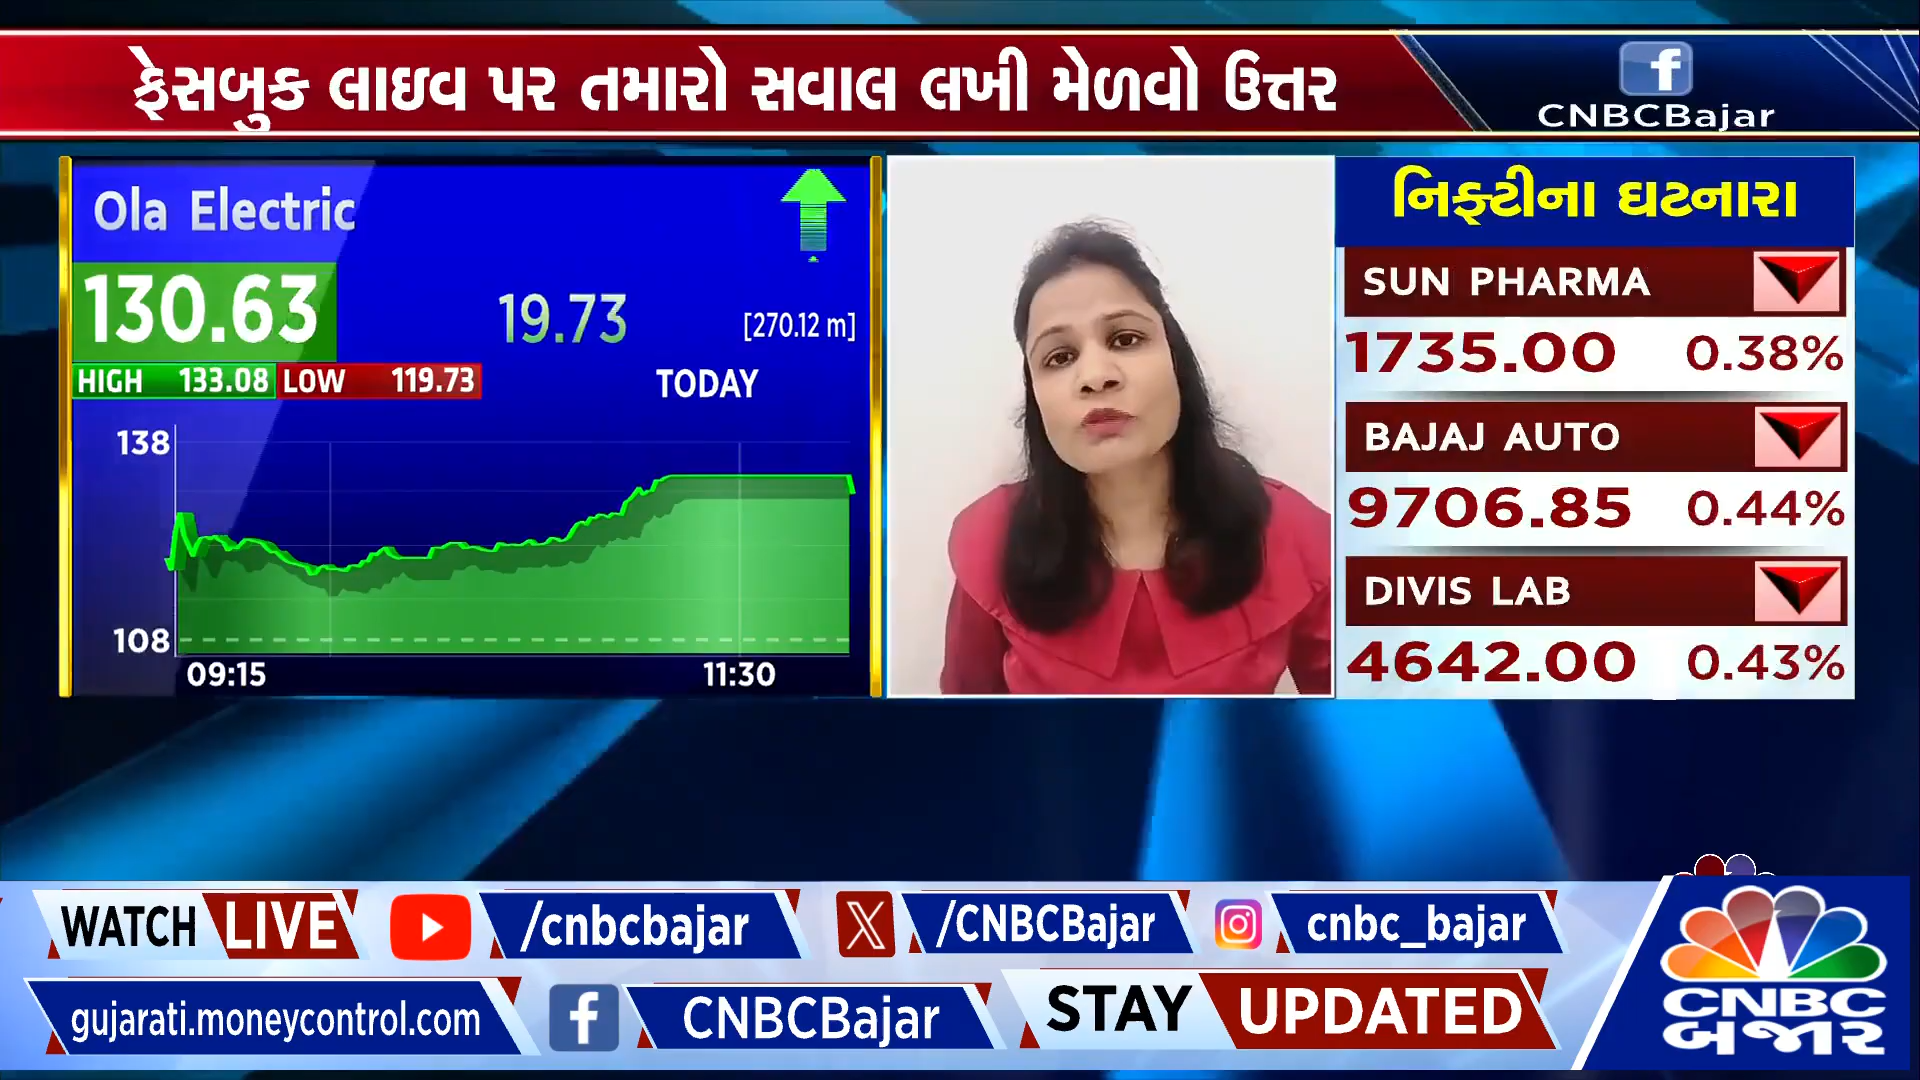 ફેસબુક લાઇવ પર તમારો સવાલ લખી મેળવો ઉત્તર
f
CNBCBajar
Ola Electric
130.63
19.73
[270.12 m]
HIGH 133.08 LOW 119.73
TODAY
138
108
09:15
11:30
નિફ્ટીના ઘટનારા
SUN PHARMA
1735.00 0.38%
BAJAJ AUTO
9706.85 0.44%
DIVIS LAB
4642.00 0.43%
WATCH LIVE /cnbcbajar X /CNBCBajar cnbc_bajar
gujarati.moneycontrol.com f CNBCBajar STAY UPDATED
CNBC
બજાર